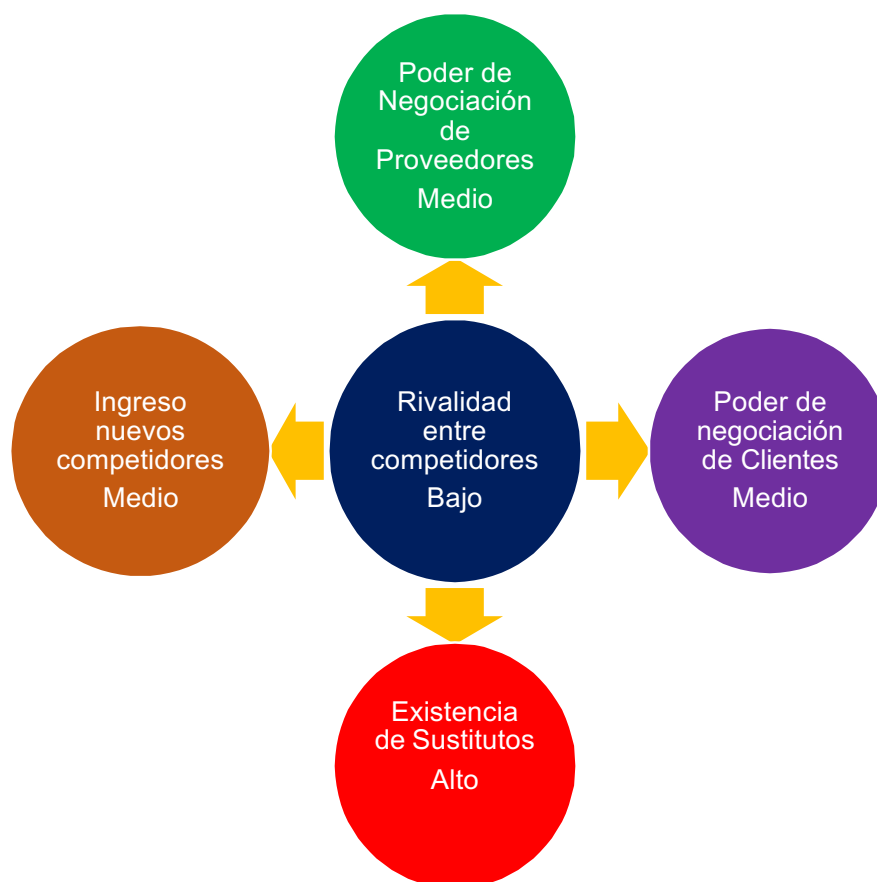 Poder de
Negociación
de
Proveedores
Medio
Ingreso
nuevos
competidores
Medio
Rivalidad
entre
competidores
Bajo
Poder de
negociación
de Clientes
Medio
Existencia
de Sustitutos
Alto